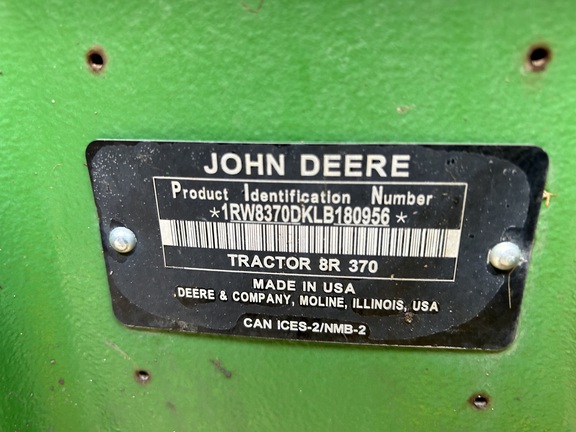 JOHN DEERE
Product Identification Number
*1RW8370DKLB180956*
TRACTOR 8R 370
MADE IN USA
DEERE & COMPANY, MOLINE, ILLINOIS, USA
CAN ICES-2/NMB-2